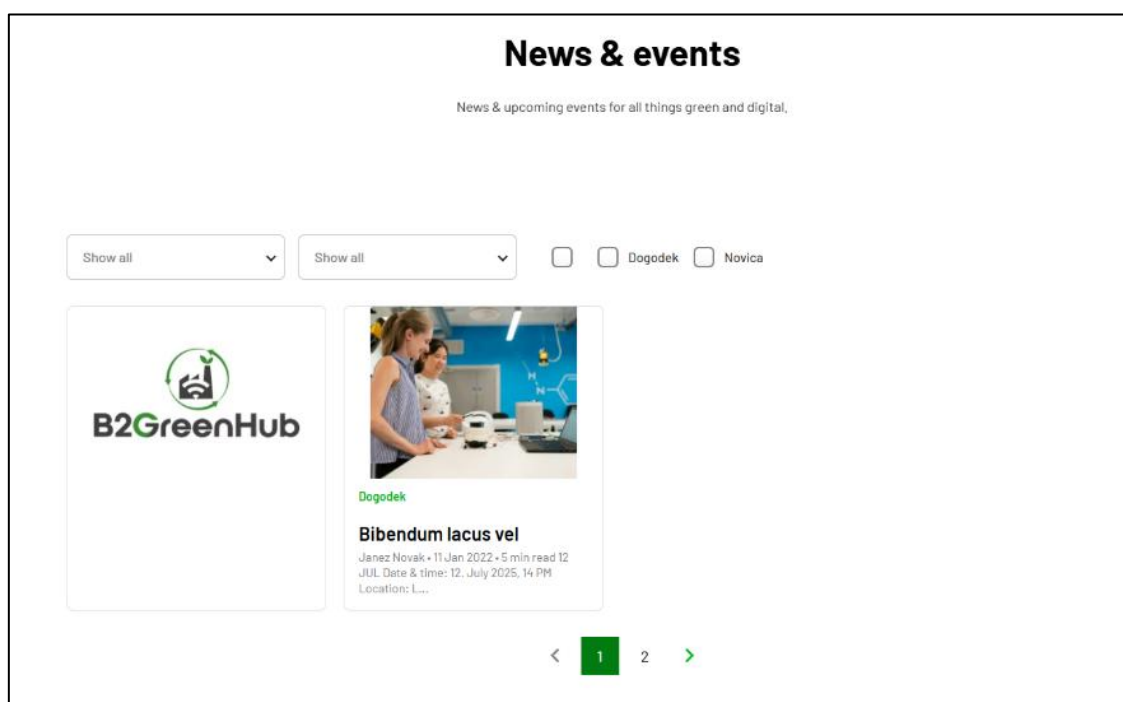 News & events
News & upcoming events for all things green and digital.
Show all
Show all
Dogodek
Novica
B2GreenHub
H
N
Dogodek
Bibendum lacus vel
Janez Novak • 11 Jan 2022 • 5 min read 12
JUL Date & time: 12. July 2025, 14 PM
Location: L...
1
2